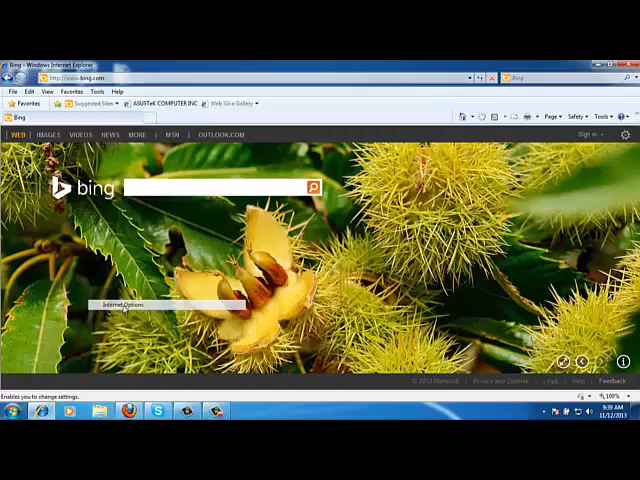 Bing - Windows Internet Explorer
http://www.bing.com
Bing
File Edit View Favorites Tools Help
Favorites Suggested Sites ASUSTeK COMPUTER INC Web Slice Gallery
Bing
Page Safety Tools
WEB IMAGES VIDEOS NEWS MORE MSN OUTLOOK.COM Sign in
bing
Internet Options
© 2013 Microsoft Privacy and Cookies Legal Help Feedback
Enables you to change settings.
100%
9:39 AM
11/12/2013